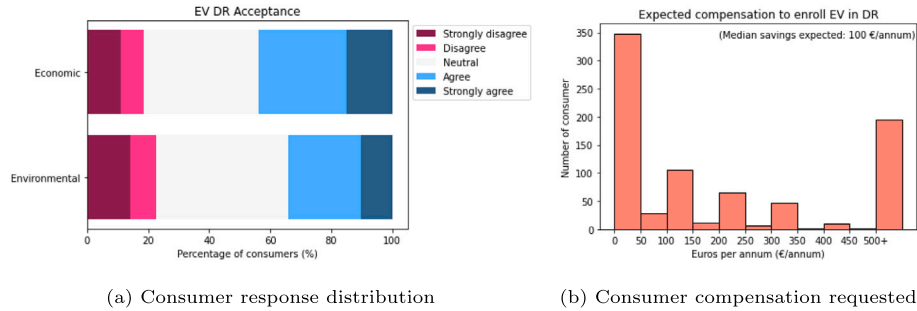 EV DR Acceptance
Economic
Environmental
0 20 40 60 80 100
Percentage of consumers (%)
Strongly disagree
Disagree
Neutral
Agree
Strongly agree
(a) Consumer response distribution
Expected compensation to enroll EV in DR
(Median savings expected: 100 €/annum)
Number of consumer
350
300
250
200
150
100
50
0
0 50 100 150 200 250 300 350 400 450 500+
Euros per annum (€/annum)
(b) Consumer compensation requested